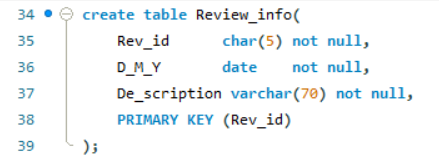 34 create table Review_info(
35 Rev_id char(5) not null,
36 D_M_Y date not null,
37 De_scription varchar(70) not null,
38 PRIMARY KEY (Rev_id)
39 );